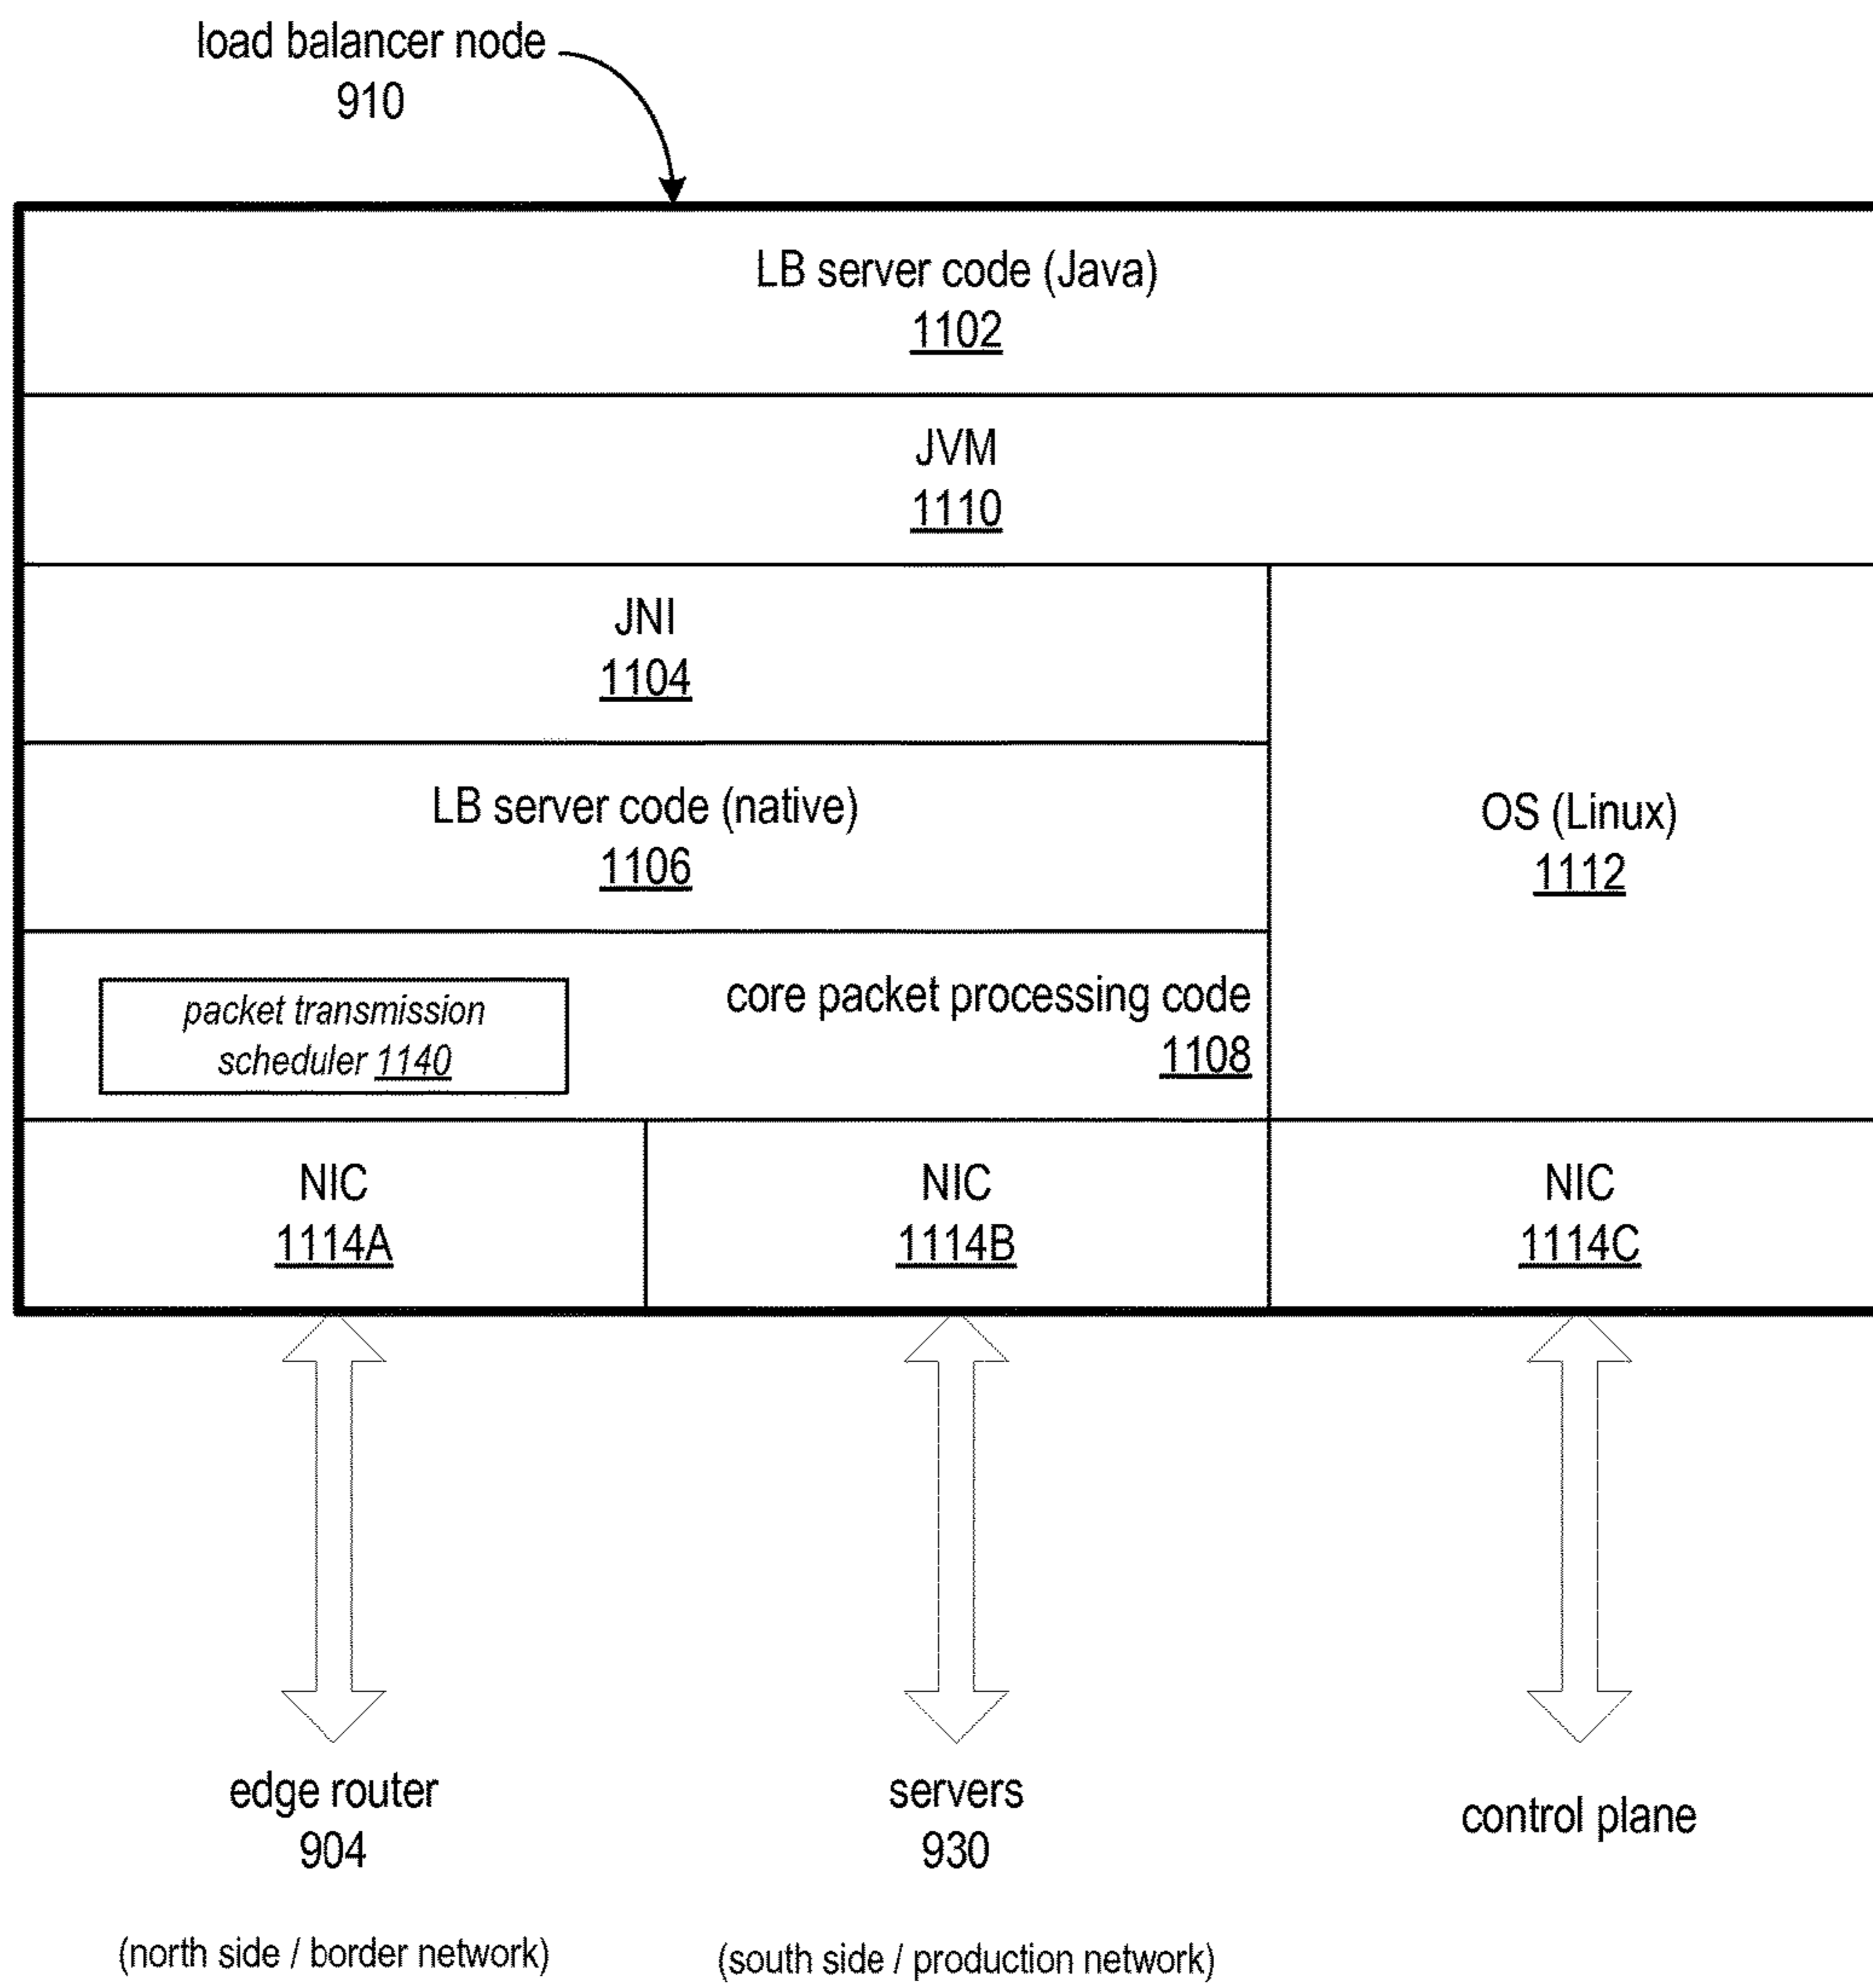 load balancer node
910
LB server code (Java)
1102
JVM
1110
JNI
1104
LB server code (native)
1106
OS (Linux)
1112
packet transmission
scheduler 1140
core packet processing code
1108
NIC
1114A
NIC
1114B
NIC
1114C
edge router
904
servers
930
control plane
(north side / border network)
(south side / production network)